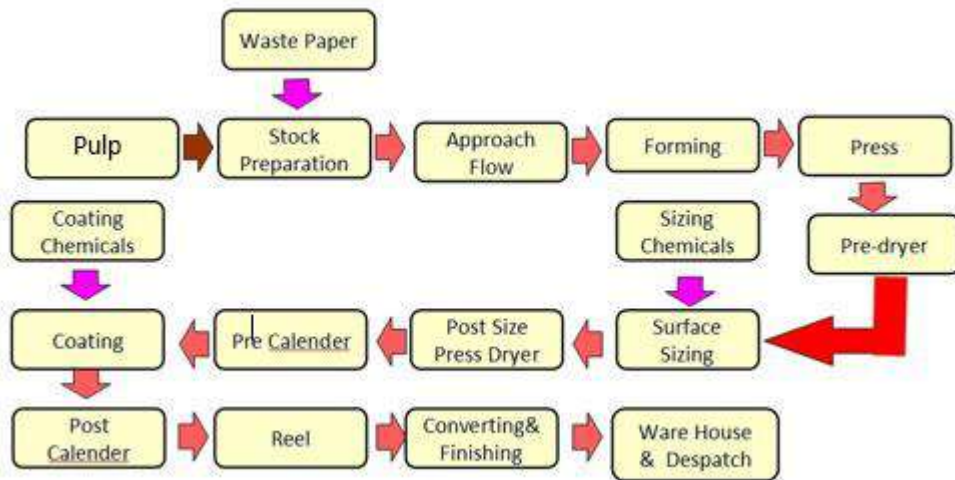 Waste Paper
Pulp
Stock
Preparation
Approach
Flow
Forming
Press
Coating
Chemicals
Sizing
Chemicals
Pre-dryer
Coating
Pre Calender
Post Size
Press Dryer
Surface
Sizing
Post
Calender
Reel
Converting&
Finishing
Ware House
& Despatch